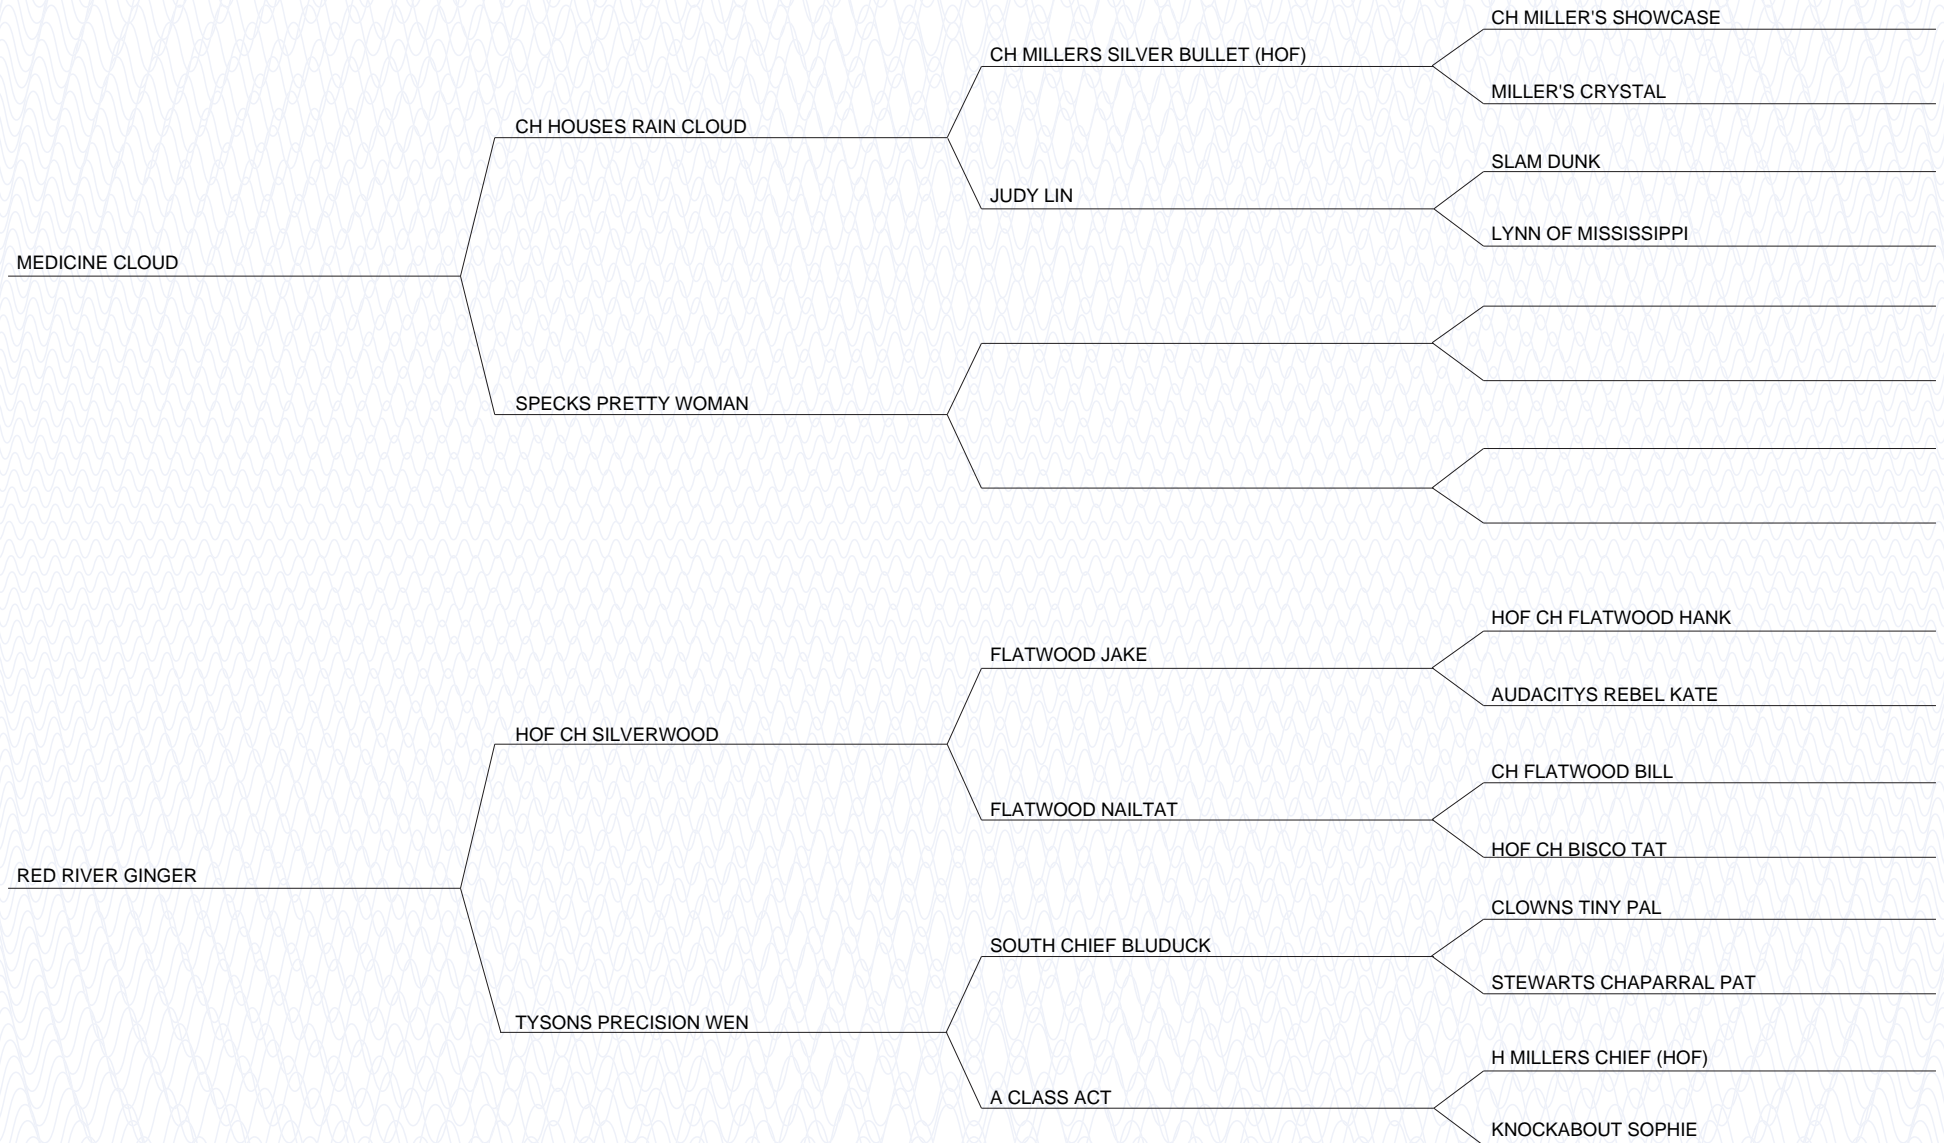 CH MILLER'S SHOWCASE
CH MILLERS SILVER BULLET (HOF)
MILLER'S CRYSTAL
CH HOUSES RAIN CLOUD
SLAM DUNK
JUDY LIN
LYNN OF MISSISSIPPI
MEDICINE CLOUD
SPECKS PRETTY WOMAN
HOF CH FLATWOOD HANK
FLATWOOD JAKE
AUDACITYS REBEL KATE
HOF CH SILVERWOOD
CH FLATWOOD BILL
FLATWOOD NAILTAT
HOF CH BISCO TAT
RED RIVER GINGER
CLOWNS TINY PAL
SOUTH CHIEF BLUDUCK
STEWARTS CHAPARRAL PAT
TYSONS PRECISION WEN
H MILLERS CHIEF (HOF)
A CLASS ACT
KNOCKABOUT SOPHIE